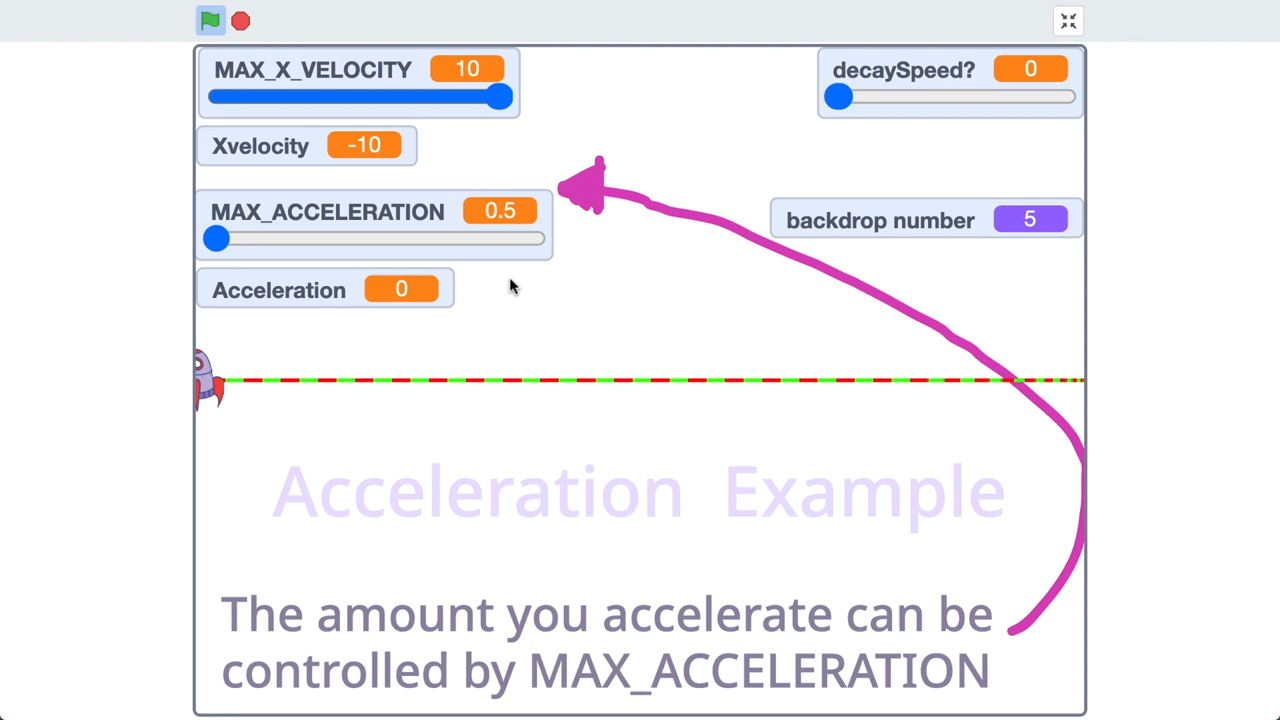 MAX_X_VELOCITY 10
decaySpeed? 0
Xvelocity -10
MAX_ACCELERATION 0.5
backdrop number 5
Acceleration 0
Acceleration Example
The amount you accelerate can be
controlled by MAX_ACCELERATION